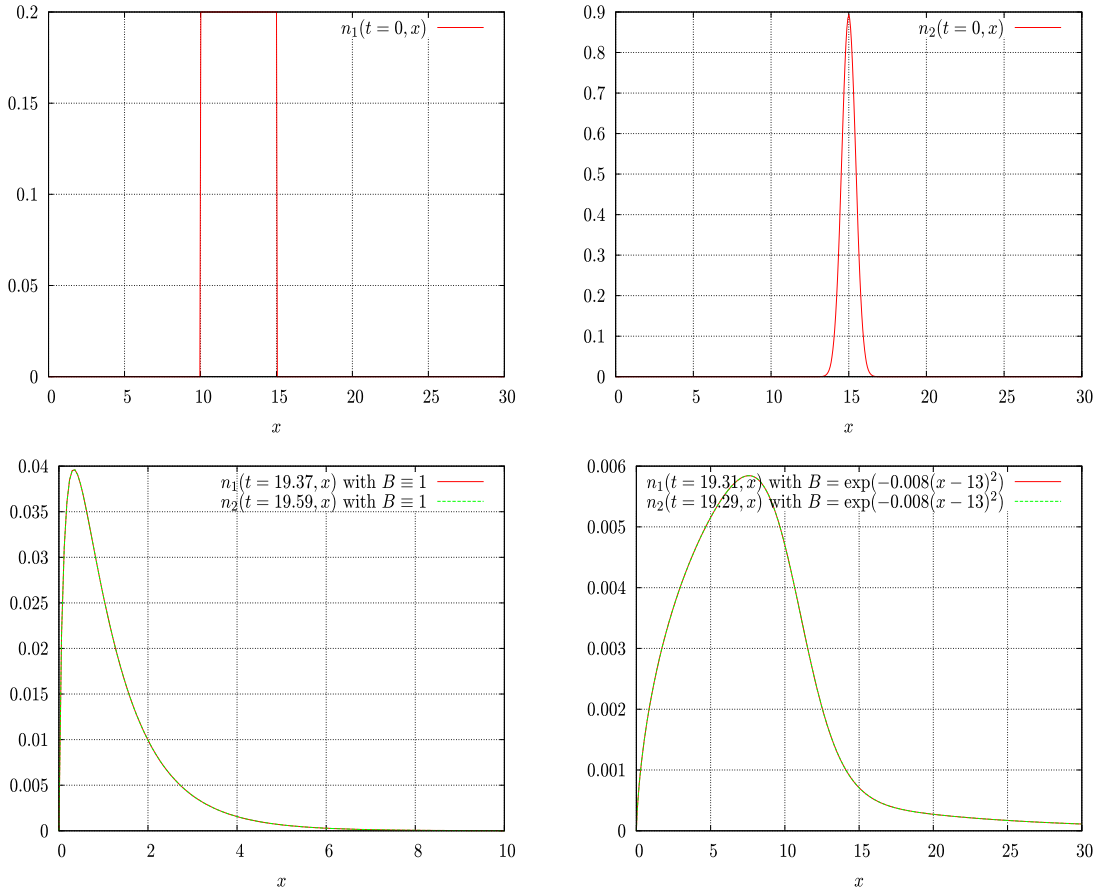 n₁(t = 0, x)
0.2
0.15
0.1
0.05
0
0 5 10 15 20 25 30
x
n₂(t = 0, x)
0.9
0.8
0.7
0.6
0.5
0.4
0.3
0.2
0.1
0
0 5 10 15 20 25 30
x
n₁(t = 19.37, x) with B ≡ 1
n₂(t = 19.59, x) with B ≡ 1
0.04
0.035
0.03
0.025
0.02
0.015
0.01
0.005
0
0 2 4 6 8 10
x
n₁(t = 19.31, x) with B = exp(−0.008(x − 13)²)
n₂(t = 19.29, x) with B = exp(−0.008(x − 13)²)
0.006
0.005
0.004
0.003
0.002
0.001
0
0 5 10 15 20 25 30
x